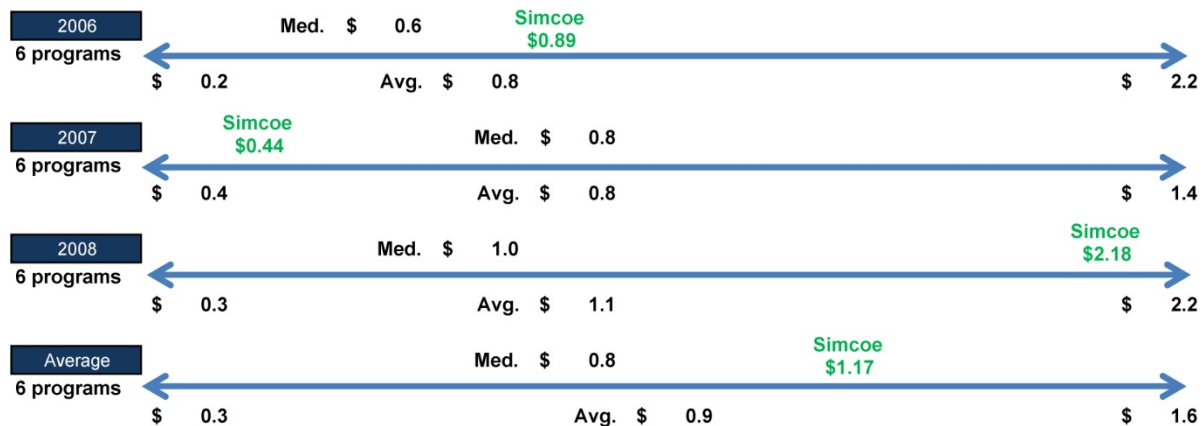 2006
6 programs
Med. $ 0.6
Simcoe
$0.89
$ 0.2
Avg. $ 0.8
$ 2.2
2007
6 programs
Simcoe
$0.44
Med. $ 0.8
$ 0.4
Avg. $ 0.8
$ 1.4
2008
6 programs
Med. $ 1.0
Simcoe
$2.18
$ 0.3
Avg. $ 1.1
$ 2.2
Average
6 programs
Med. $ 0.8
Simcoe
$1.17
$ 0.3
Avg. $ 0.9
$ 1.6